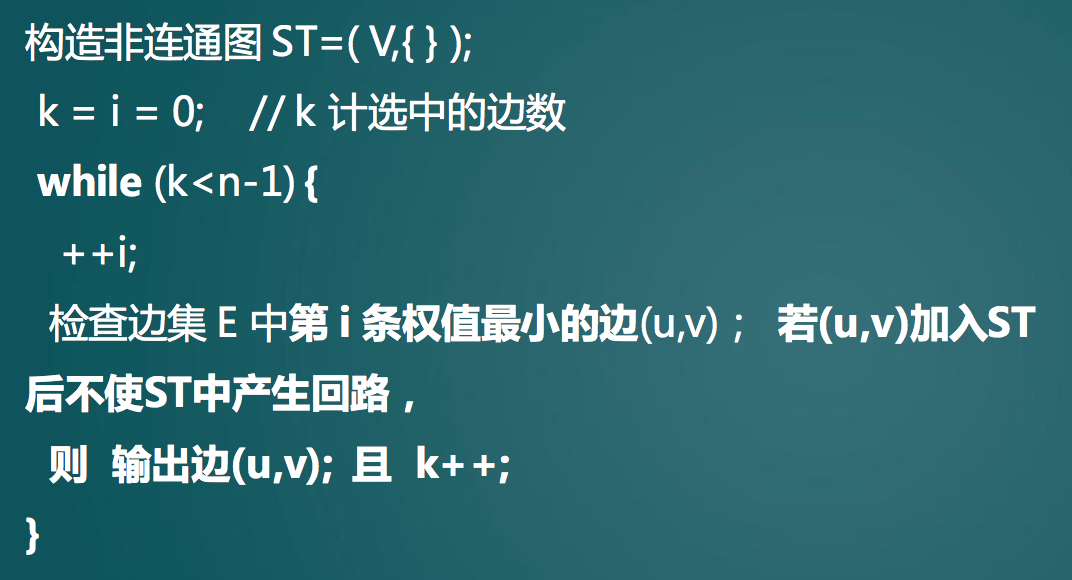 构造非连通图 ST=( V,{ } );
k = i = 0; // k 计选中的边数
while (k<n-1) {
++i;
检查边集 E 中第 i 条权值最小的边(u,v)； 若(u,v)加入ST
后不使ST中产生回路，
则 输出边(u,v); 且 k++;
}